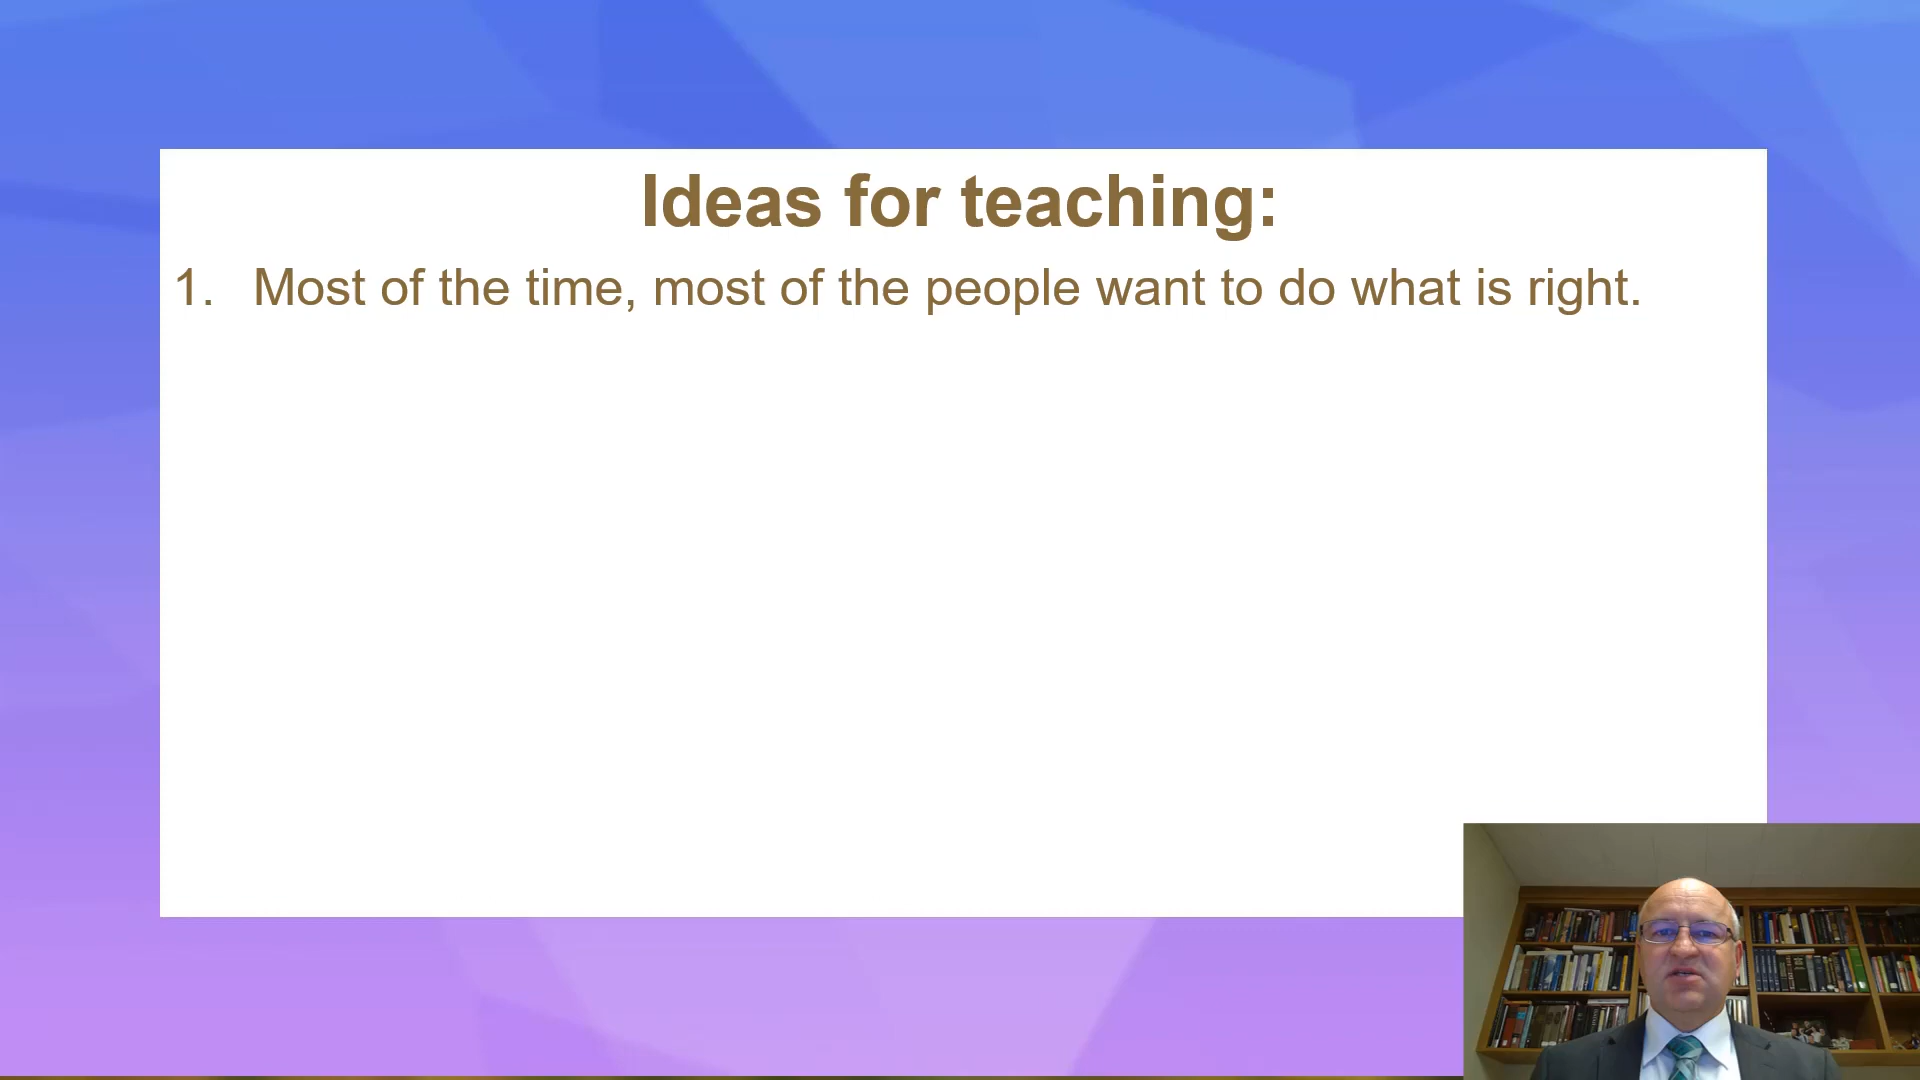 Ideas for teaching:
1. Most of the time, most of the people want to do what is right.